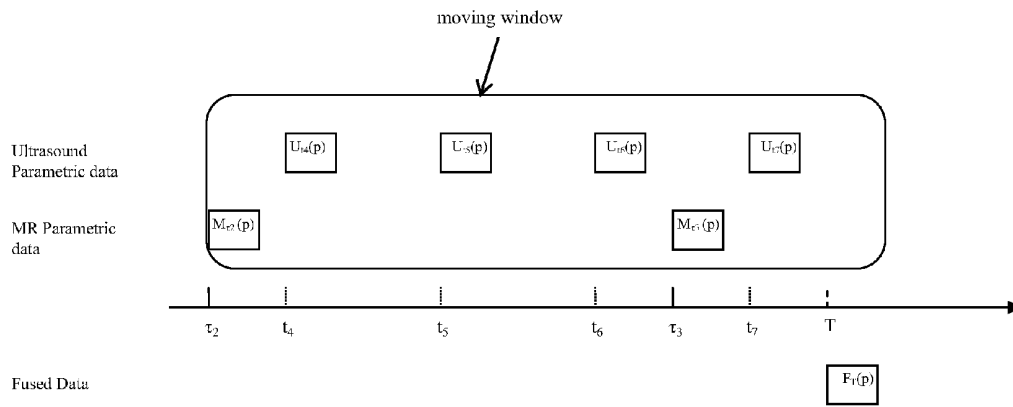 moving window
Ultrasound
Parametric data
U_t4(p) U_t5(p) U_t6(p) U_t7(p)
MR Parametric
data
M_τ2(p) M_τ3(p)
τ₂ t₄ t₅ t₆ τ₃ t₇ T
Fused Data
F_T(p)